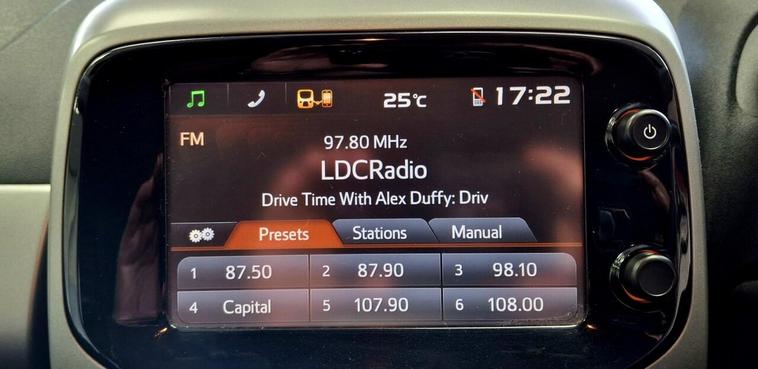 25°c 17:22
FM
97.80 MHz
LDCRadio
Drive Time With Alex Duffy: Driv
Presets Stations Manual
1 87.50 2 87.90 3 98.10
4 Capital 5 107.90 6 108.00